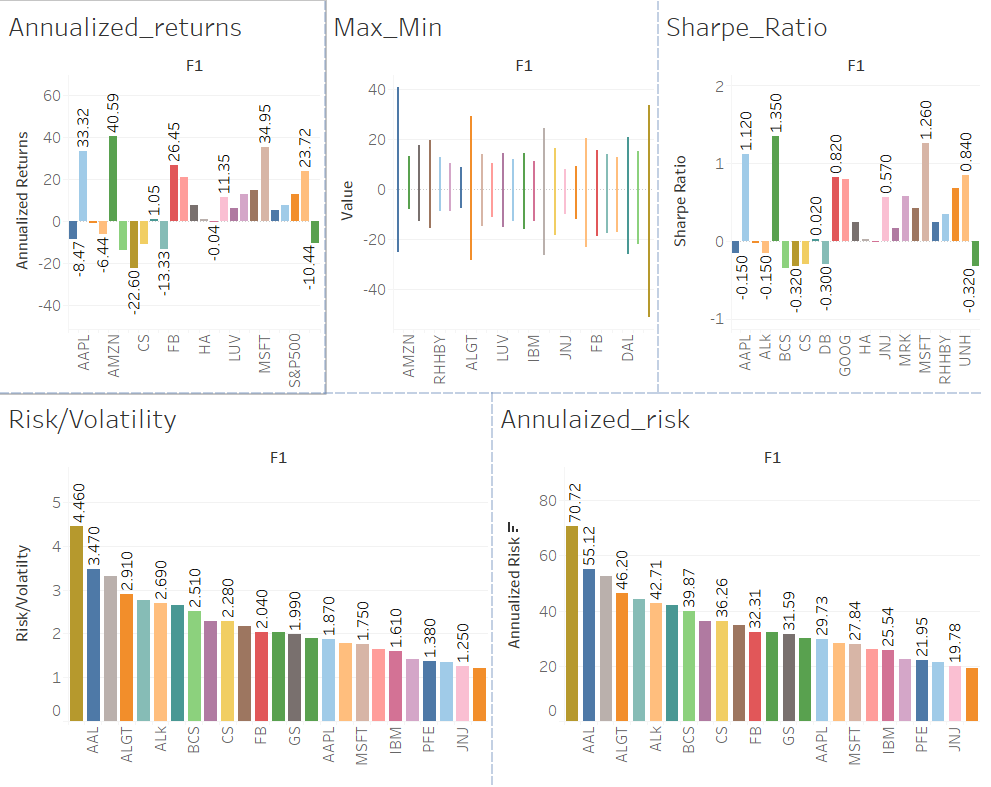 Annualized_returns
F1
Annualized Returns
60
40
20
0
-20
-40
-8.47
33.32
-6.44
40.59
-22.60
1.05
-13.33
26.45
-0.04
11.35
34.95
23.72
-10.44
AAPL
AMZN
CS
FB
HA
LUV
MSFT
S&P500
Max_Min
F1
Value
40
20
0
-20
-40
AMZN
RHHBY
ALGT
LUV
IBM
JNJ
FB
DAL
Sharpe_Ratio
F1
Sharpe Ratio
2
1
0
-1
-0.150
1.120
-0.150
1.350
-0.320
0.020
-0.300
0.820
0.570
1.260
0.840
-0.320
AAPL
ALk
BCS
CS
DB
GOOG
HA
JNJ
MRK
MSFT
RHHBY
UNH
Risk/Volatility
F1
Risk/Volatilty
5
4
3
2
1
0
4.460
3.470
2.910
2.690
2.510
2.280
2.040
1.990
1.870
1.750
1.610
1.380
1.250
AAL
ALGT
ALk
BCS
CS
FB
GS
AAPL
MSFT
IBM
PFE
JNJ
Annulaized_risk
F1
Annualized Risk
80
60
40
20
0
70.72
55.12
46.20
42.71
39.87
36.26
32.31
31.59
29.73
27.84
25.54
21.95
19.78
AAL
ALGT
ALk
BCS
CS
FB
GS
AAPL
MSFT
IBM
PFE
JNJ